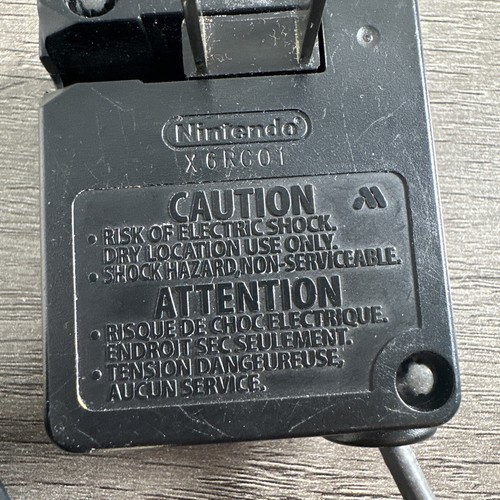 Nintendo®
X6RC01
CAUTION
• RISK OF ELECTRIC SHOCK.
DRY LOCATION USE ONLY.
• SHOCK HAZARD,NON-SERVICEABLE.
ATTENTION
• RISQUE DE CHOC ELECTRIQUE.
ENDROIT SEC SEULEMENT.
• TENSION DANGEUREUSE,
AUCUN SERVICE.